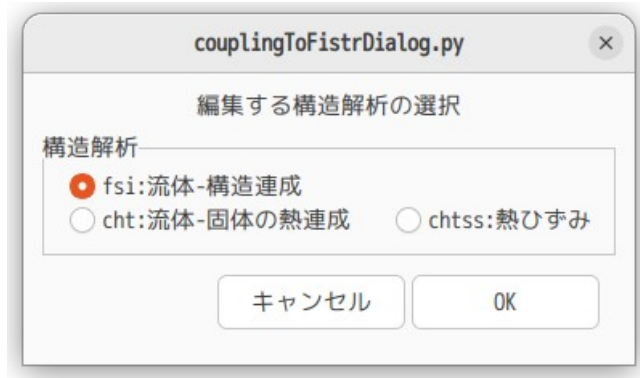 couplingToFistrDialog.py
編集する構造解析の選択
構造解析
fsi:流体-構造連成
cht:流体-固体の熱連成 chtss:熱ひずみ
キャンセル OK